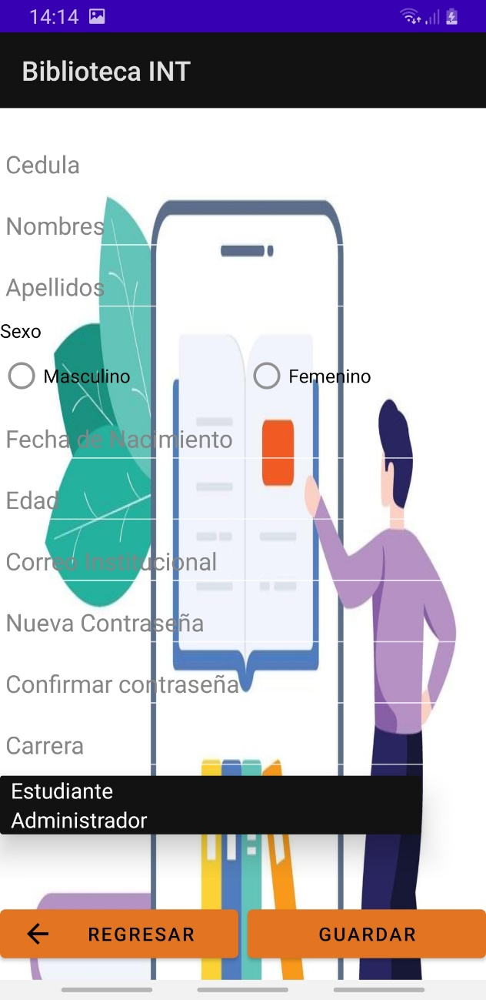 14:14
Biblioteca INT
Cedula
Nombres
Apellidos
Sexo
Masculino Femenino
Fecha de Nacimiento
Edad
Correo Institucional
Nueva Contraseña
Confirmar contraseña
Carrera
Estudiante
Administrador
REGRESAR GUARDAR